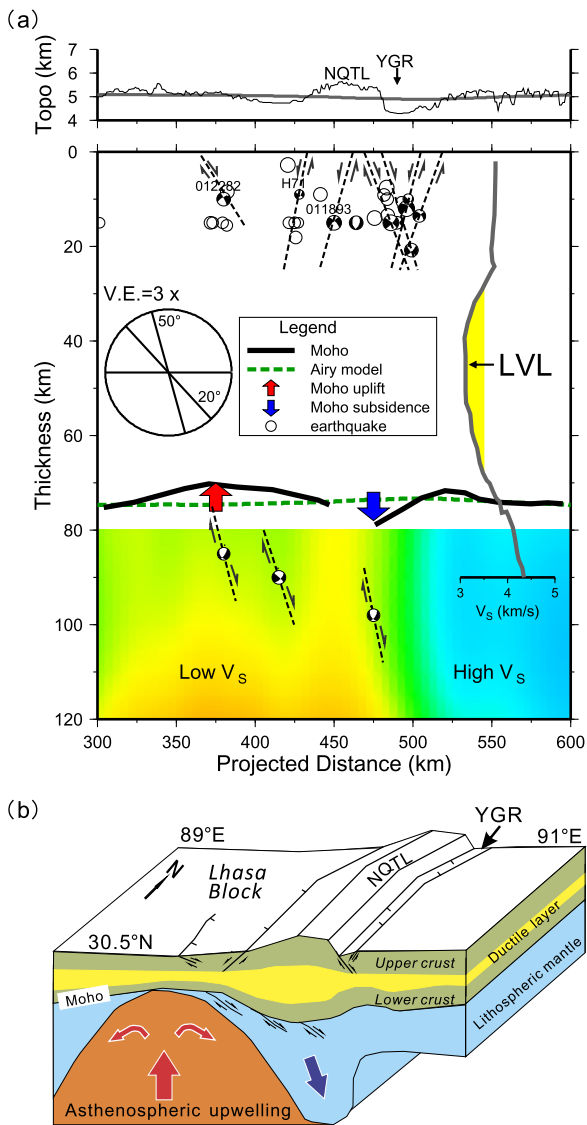 (a)
Topo (km)
7
6
5
4
NQTL
YGR
Thickness (km)
0
20
40
60
80
100
120
012282
H71
011893
V.E.=3 x
50°
20°
Legend
Moho
Airy model
Moho uplift
Moho subsidence
earthquake
LVL
3 4 5
V_S (km/s)
Low V_S
High V_S
300 350 400 450 500 550 600
Projected Distance (km)
(b)
89°E
YGR
91°E
N
Lhasa
Block
NQTL
30.5°N
Upper crust
Ductile layer
Moho
Lower crust
Lithospheric mantle
Asthenospheric upwelling